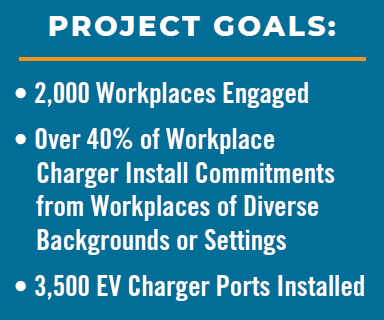 PROJECT GOALS:
• 2,000 Workplaces Engaged
• Over 40% of Workplace
Charger Install Commitments
from Workplaces of Diverse
Backgrounds or Settings
• 3,500 EV Charger Ports Installed